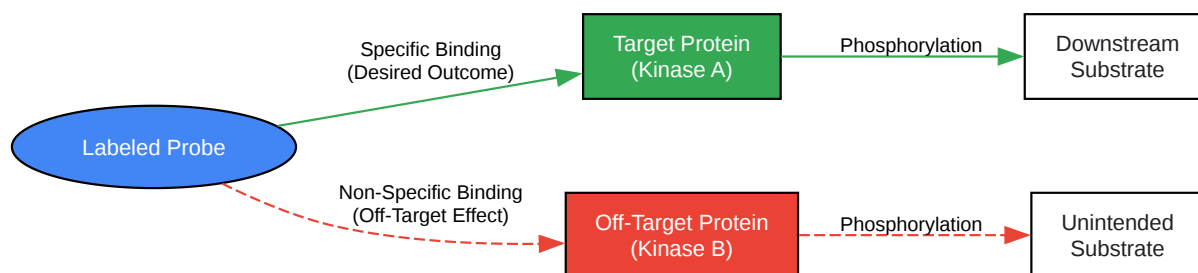 Labeled Probe
Specific Binding
(Desired Outcome)
Target Protein
(Kinase A)
Phosphorylation
Downstream
Substrate
Non-Specific Binding
(Off-Target Effect)
Off-Target Protein
(Kinase B)
Phosphorylation
Unintended
Substrate